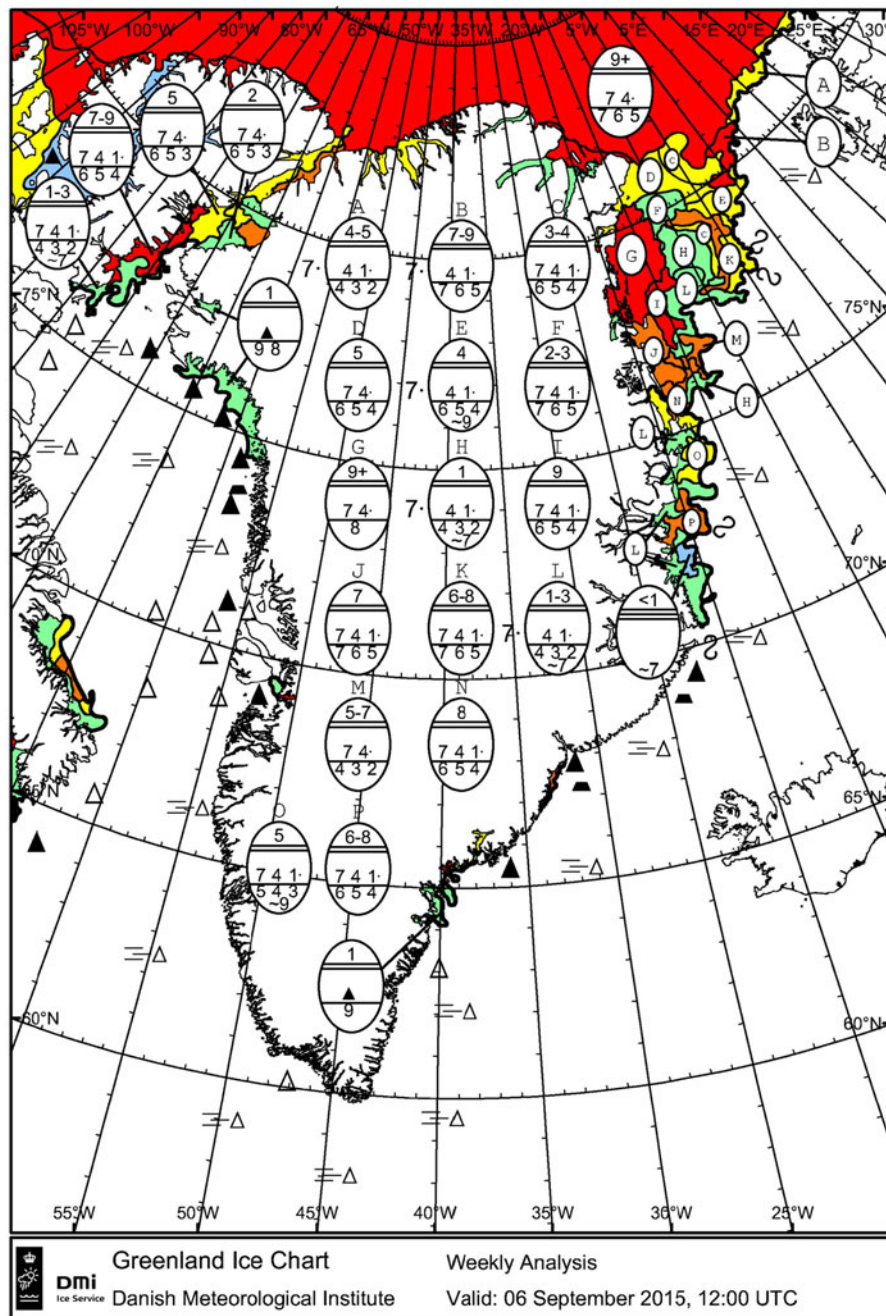 105°W 100°W 90°W 80°W 75°W 60°W 45°W 30°W 15°W 5°W 5°E 15°E 20°E 30°E
9+
7 4·
7 6 5
A
B
7-9
7 4 1·
6 5 4
5
7 4·
6 5 3
2
7 4·
6 5 3
1-3
7 4 1·
4 3 2
~7
C
D
E
F
C
G
H
K
L
I
J
M
N
H
L
O
P
L
75°N
75°N
1
▲
9 8
A
4-5
7· 4 1·
4 3 2
B
7-9
7· 4 1·
7 6 5
C
3-4
7 4 1·
6 5 4
D
5
7 4·
6 5 4
E
4
7· 4 1·
6 5 4
~9
F
2-3
7 4 1·
7 6 5
G
9+
7 4·
8
H
1
7· 4 1·
4 3 2
~7
I
9
7 4 1·
6 5 4
70°N
70°N
J
7
7 4 1·
7 6 5
K
6-8
7 4 1·
7 6 5
L
1-3
7· 4 1·
4 3 2
~7
<1
~7
M
5-7
7 4·
4 3 2
N
8
7 4 1·
6 5 4
65°N
65°N
O
5
7 4 1·
5 4 3
~9
P
6-8
7 4 1·
6 5 4
1
▲
9
60°N
60°N
55°W 50°W 45°W 40°W 35°W 30°W 25°W
DMi
Ice Service
Greenland Ice Chart
Danish Meteorological Institute
Weekly Analysis
Valid: 06 September 2015, 12:00 UTC